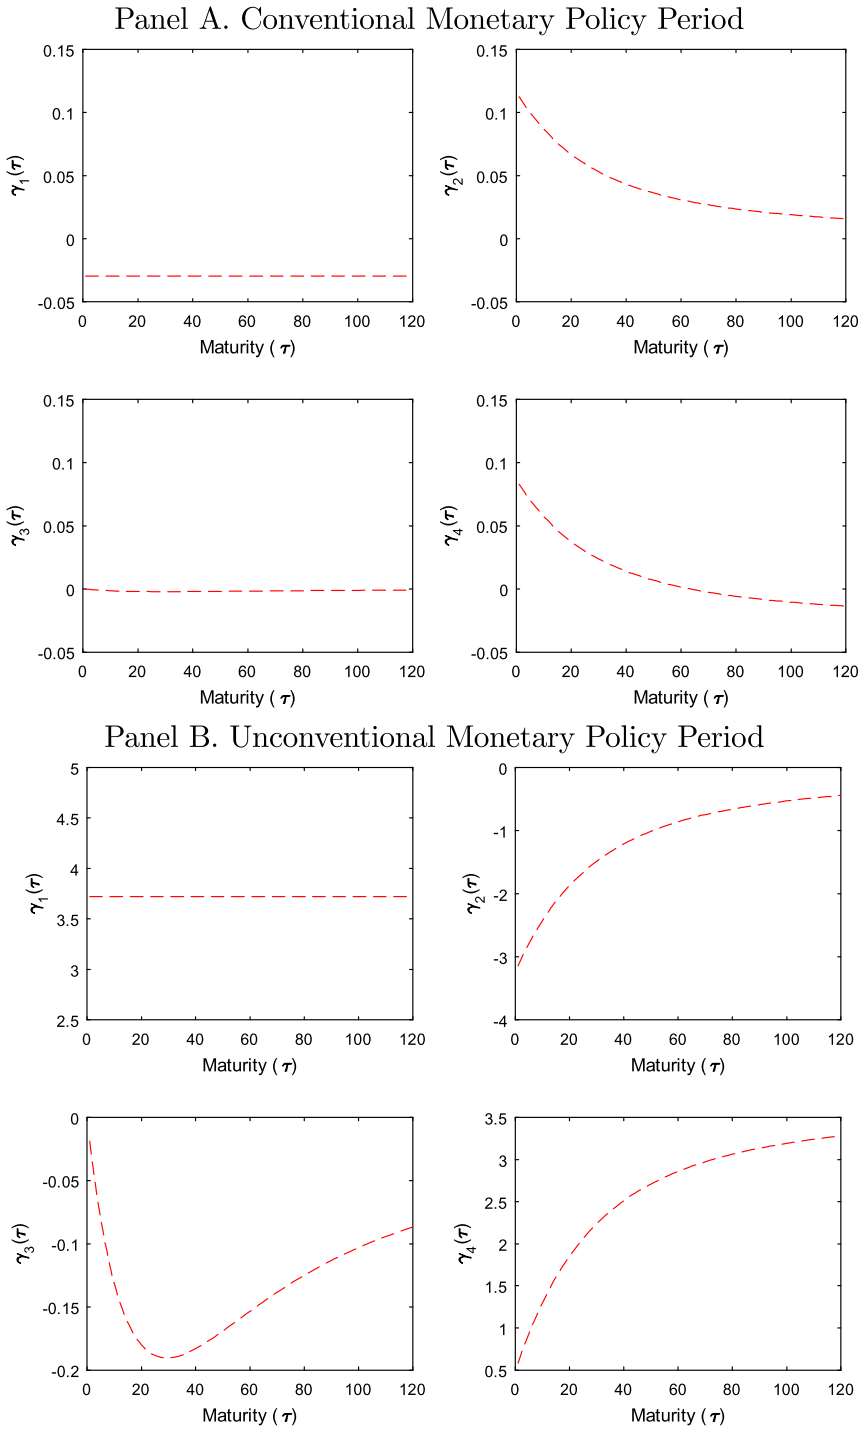 Panel A. Conventional Monetary Policy Period
0.15
0.1
0.05
0
-0.05
γ1(τ)
0 20 40 60 80 100 120
Maturity ( τ)
0.15
0.1
0.05
0
-0.05
γ2(τ)
0 20 40 60 80 100 120
Maturity ( τ)
0.15
0.1
0.05
0
-0.05
γ3(τ)
0 20 40 60 80 100 120
Maturity ( τ)
0.15
0.1
0.05
0
-0.05
γ4(τ)
0 20 40 60 80 100 120
Maturity ( τ)
Panel B. Unconventional Monetary Policy Period
5
4.5
4
3.5
3
2.5
γ1(τ)
0 20 40 60 80 100 120
Maturity ( τ)
0
-1
-2
-3
-4
γ2(τ)
0 20 40 60 80 100 120
Maturity ( τ)
0
-0.05
-0.1
-0.15
-0.2
γ3(τ)
0 20 40 60 80 100 120
Maturity ( τ)
3.5
3
2.5
2
1.5
1
0.5
γ4(τ)
0 20 40 60 80 100 120
Maturity ( τ)